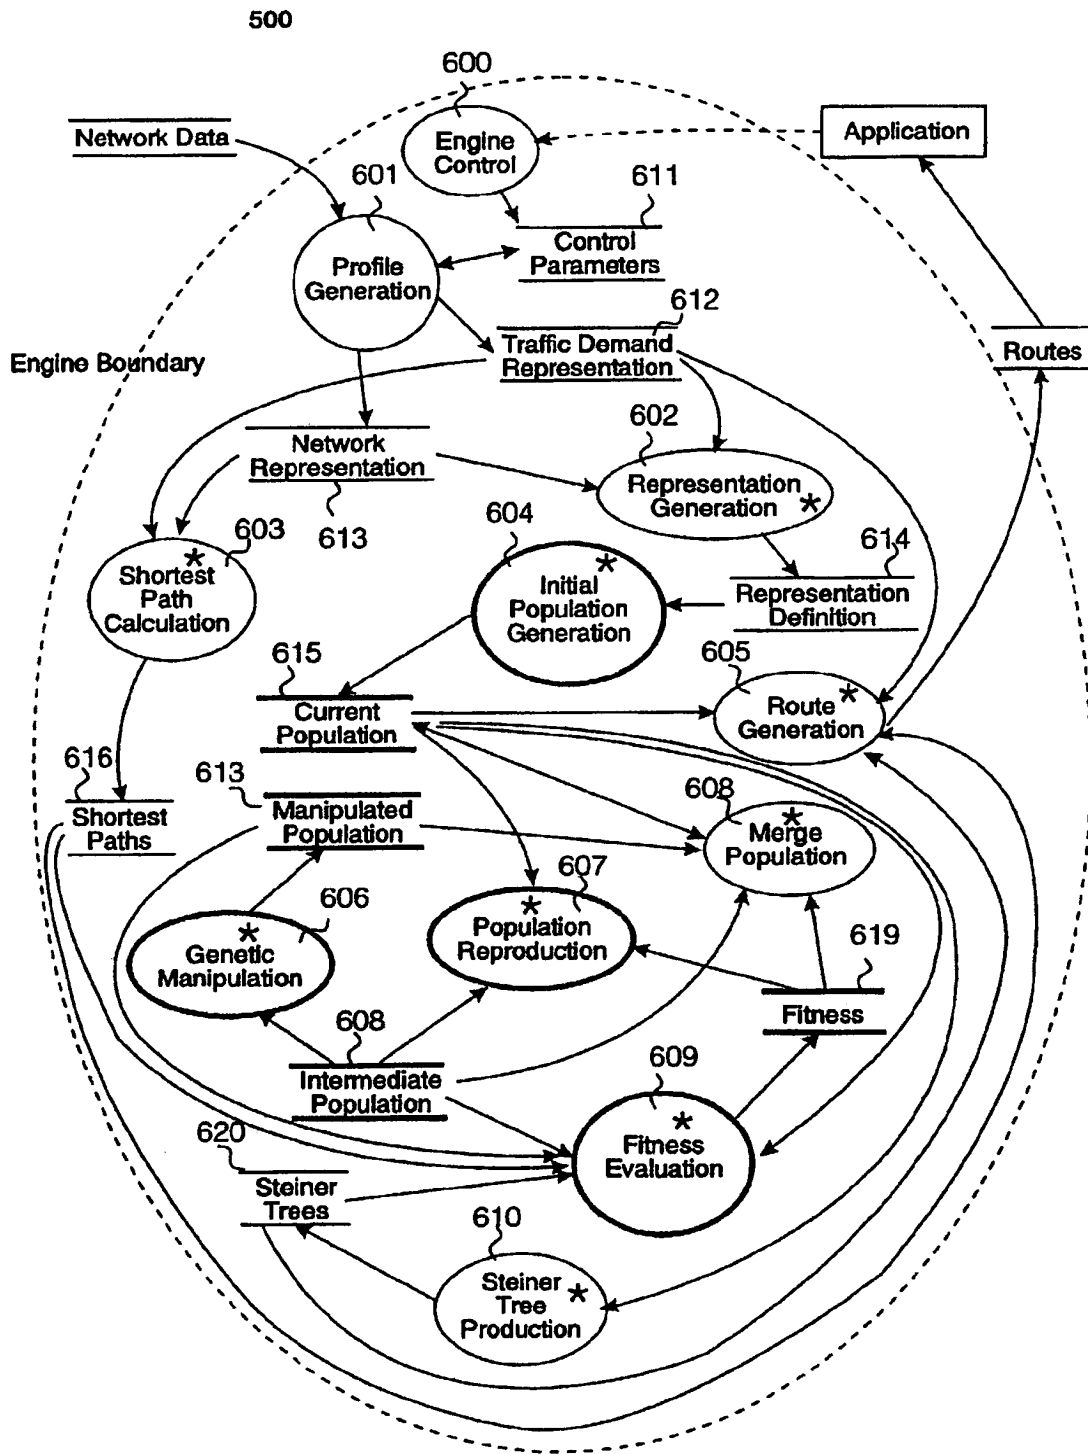 500
600
Network Data
Engine
Control
Application
601
611
Profile
Generation
Control
Parameters
612
Engine Boundary
Traffic Demand
Representation
Routes
602
Network
Representation
613
Representation
Generation
*
603
604
614
*
Shortest
Path
Calculation
*
Initial
Population
Generation
Representation
Definition
605
615
Current
Population
*
Route
Generation
616
Shortest
Paths
613
Manipulated
Population
608
*
Merge
Population
606
607
*
Genetic
Manipulation
*
Population
Reproduction
619
Fitness
608
Intermediate
Population
609
*
Fitness
Evaluation
620
Steiner
Trees
610
Steiner
Tree
Production
*